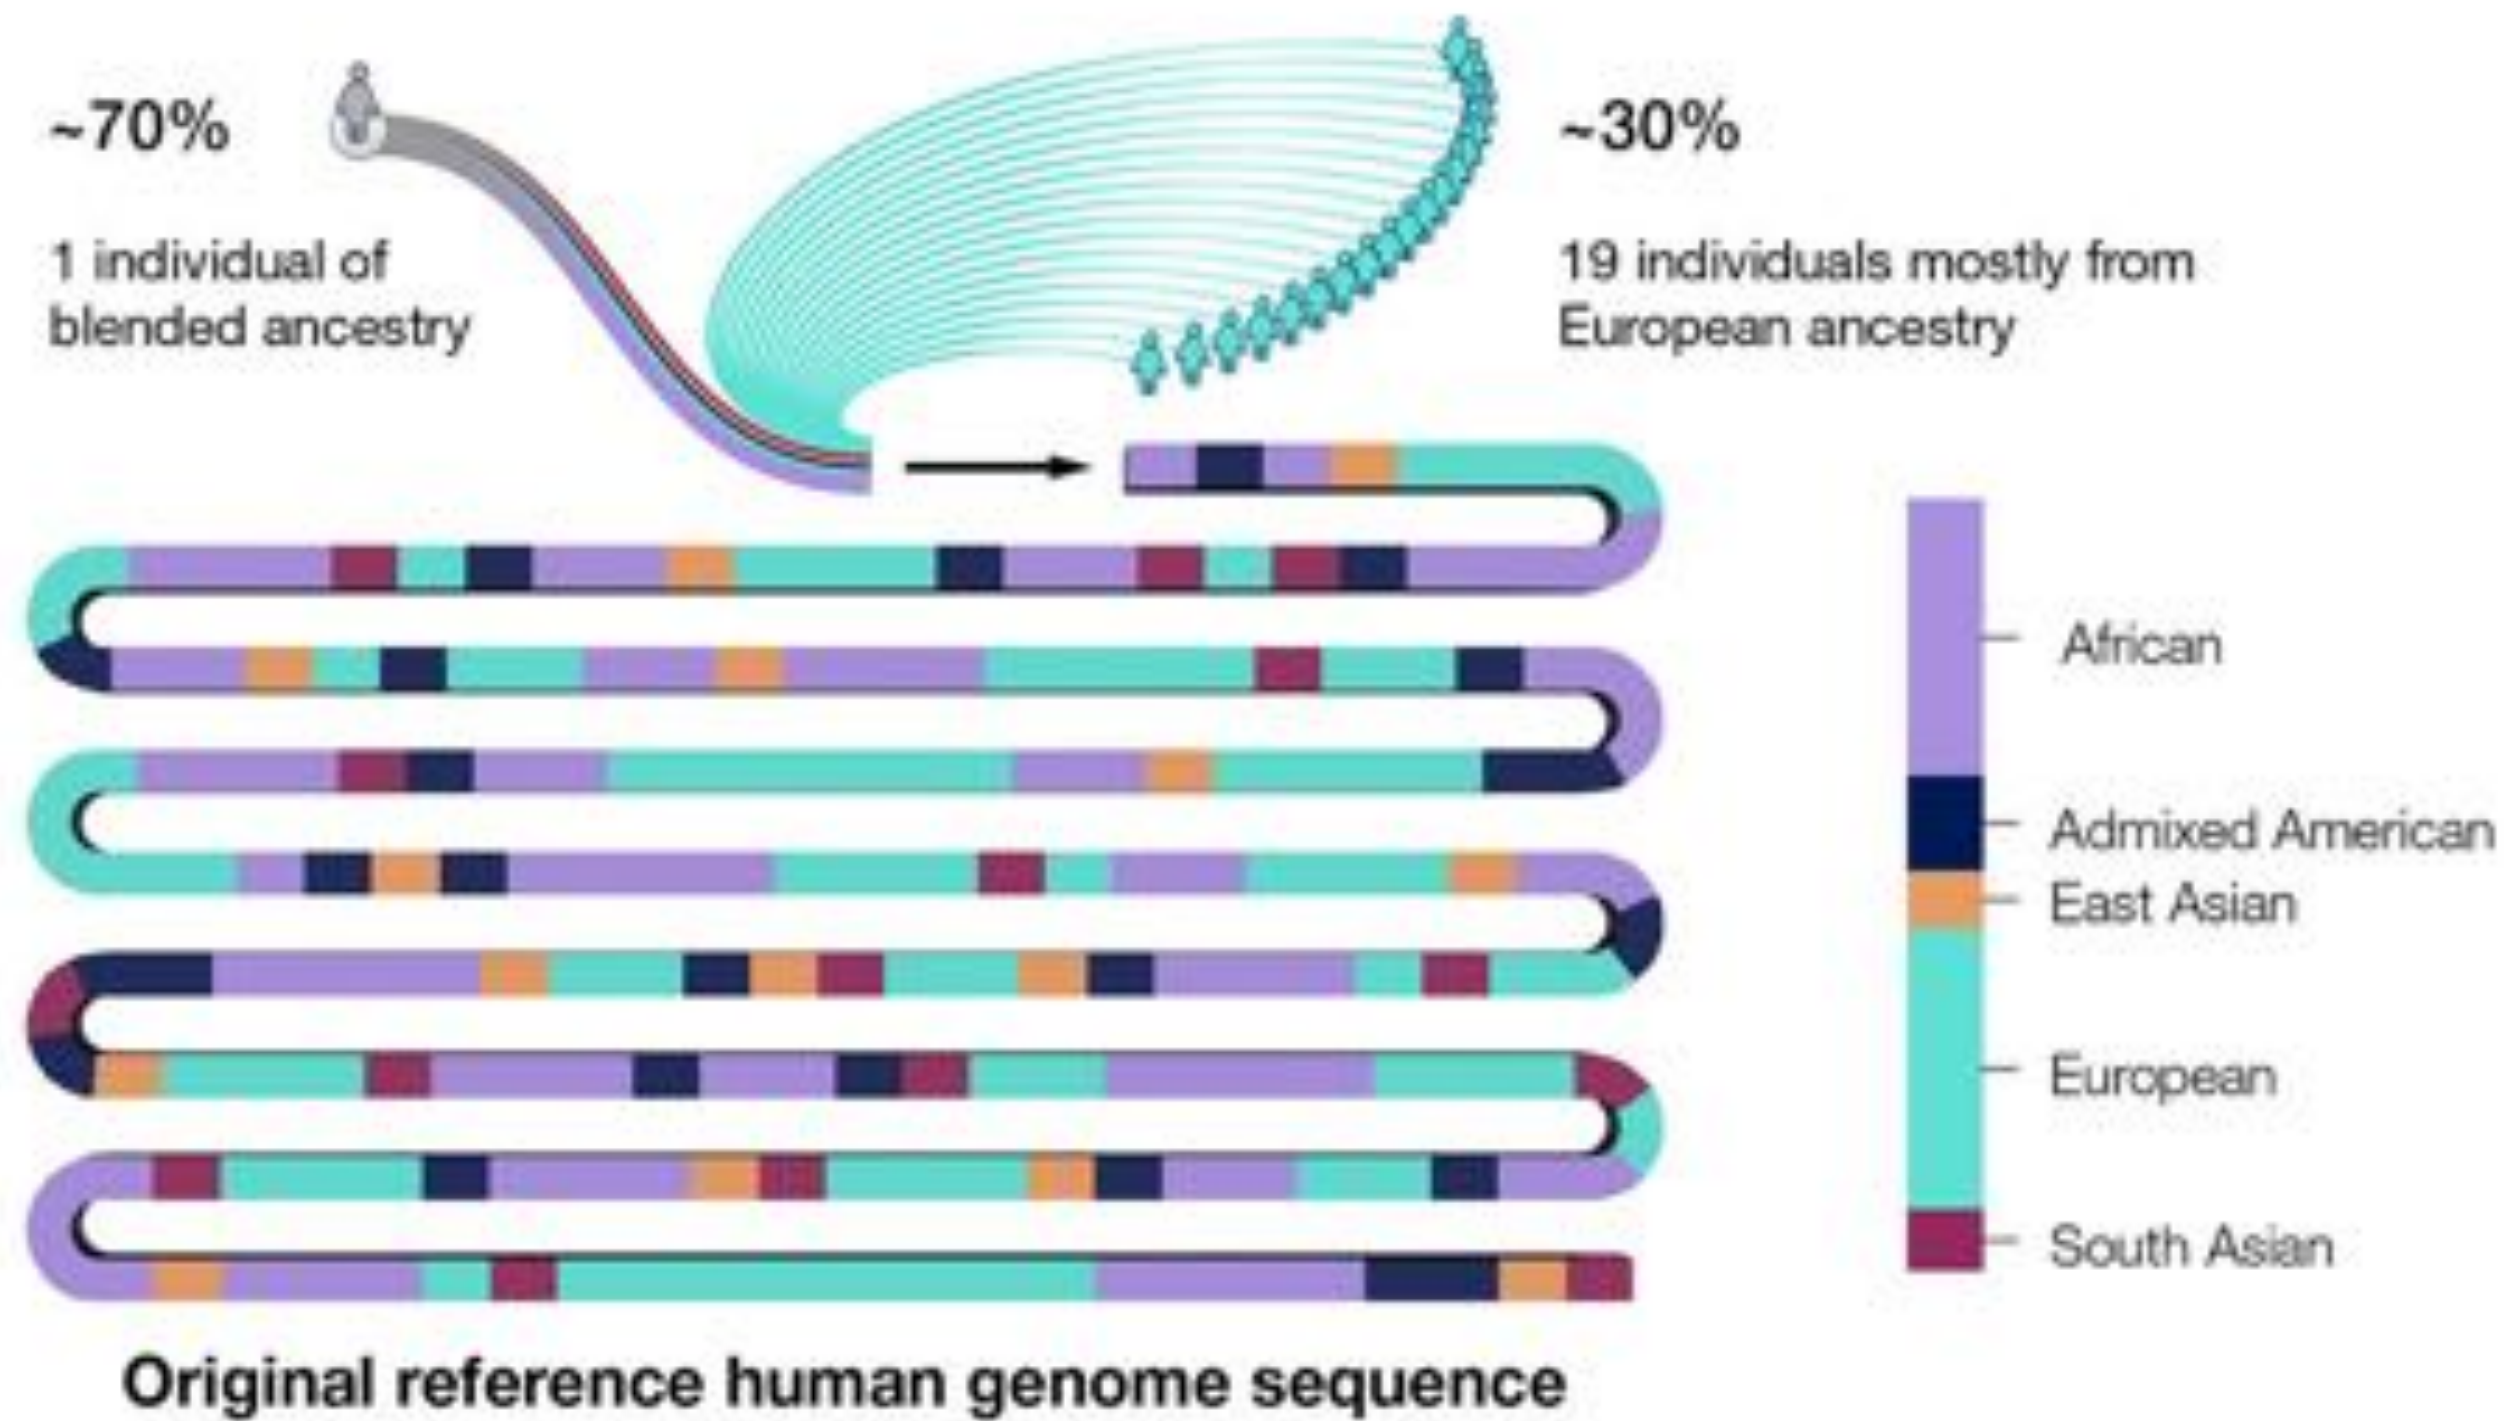 ~70%
1 individual of
blended ancestry
~30%
19 individuals mostly from
European ancestry
African
Admixed American
East Asian
European
South Asian
Original reference human genome sequence